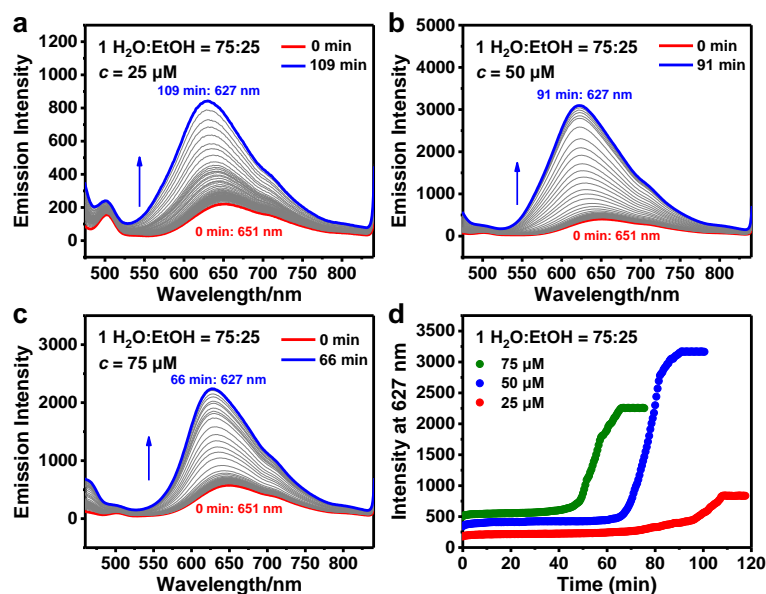 a
1 H₂O:EtOH = 75:25
c = 25 µM
0 min
109 min
109 min: 627 nm
0 min: 651 nm
Emission Intensity
1200
1000
800
600
400
200
0
500 550 600 650 700 750 800
Wavelength/nm
b
1 H₂O:EtOH = 75:25
c = 50 µM
0 min
91 min
91 min: 627 nm
0 min: 651 nm
Emission Intensity
5000
4000
3000
2000
1000
0
500 550 600 650 700 750 800
Wavelength/nm
c
1 H₂O:EtOH = 75:25
c = 75 µM
0 min
66 min
66 min: 627 nm
0 min: 651 nm
Emission Intensity
3000
2000
1000
0
500 550 600 650 700 750 800
Wavelength/nm
d
1 H₂O:EtOH = 75:25
75 µM
50 µM
25 µM
Intensity at 627 nm
3500
3000
2500
2000
1500
1000
500
0
0 20 40 60 80 100 120
Time (min)